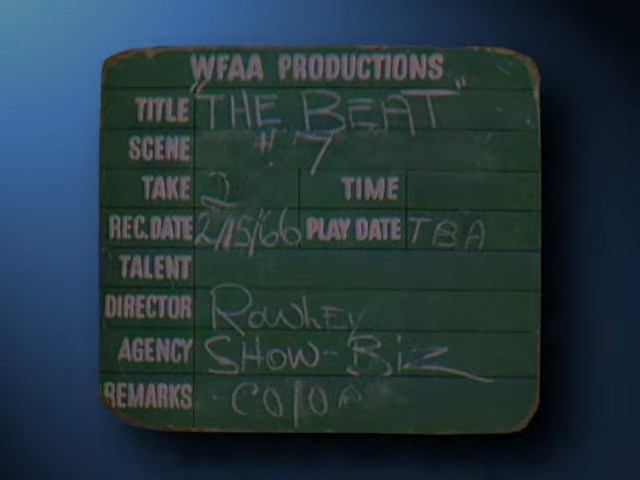 WFAA PRODUCTIONS
TITLE "THE BEAT"
SCENE #7
TAKE 2 TIME
REC. DATE 2/15/66 PLAY DATE TBA
TALENT
DIRECTOR
AGENCY SHOW-BIZ
REMARKS COlOR